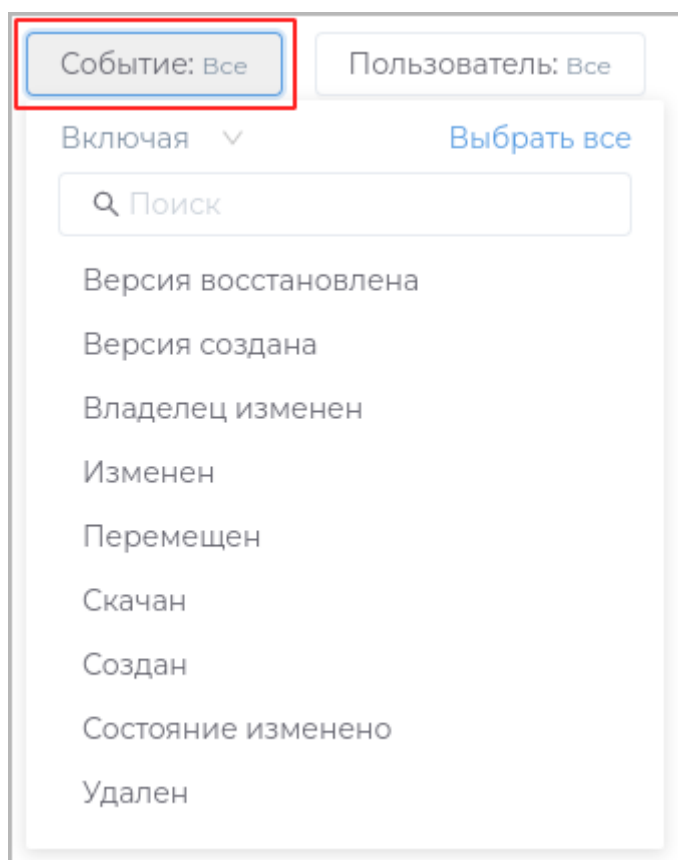 Событие: Все Пользователь: Все
Включая Выбрать все
Поиск
Версия восстановлена
Версия создана
Владелец изменен
Изменен
Перемещен
Скачан
Создан
Состояние изменено
Удален